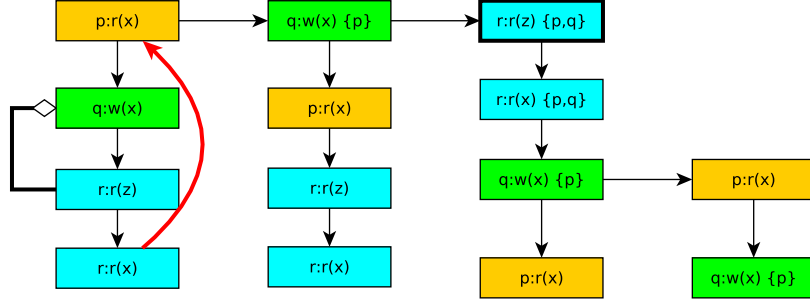 p:r(x)
q:w(x) {p}
r:r(z) {p,q}
q:w(x)
p:r(x)
r:r(x) {p,q}
r:r(z)
r:r(z)
q:w(x) {p}
p:r(x)
r:r(x)
r:r(x)
p:r(x)
q:w(x) {p}